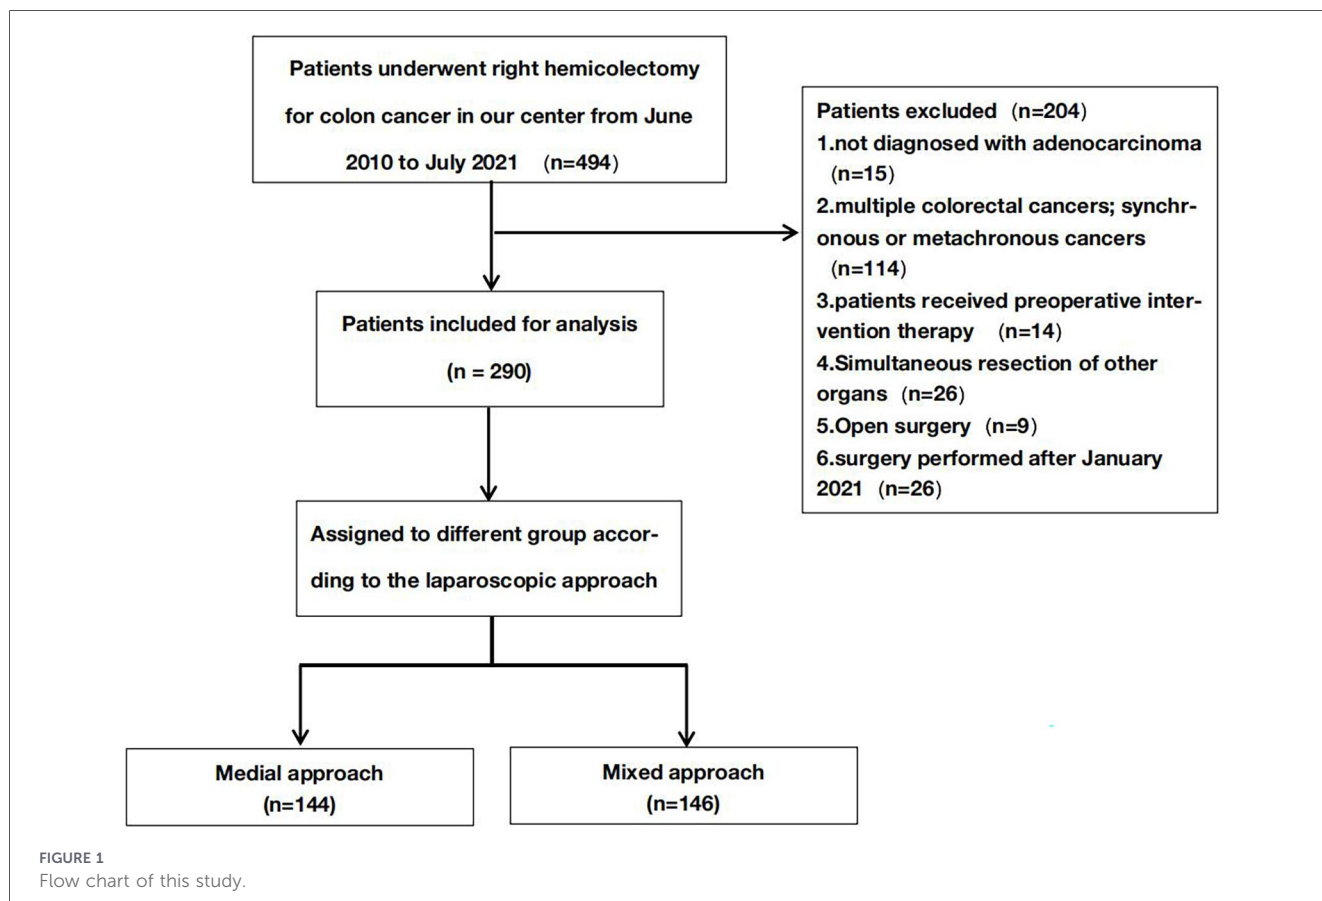 Patients underwent right hemicolectomy
for colon cancer in our center from June
2010 to July 2021 (n=494)
Patients excluded (n=204)
1.not diagnosed with adenocarcinoma
(n=15)
2.multiple colorectal cancers; synchr-
onous or metachronous cancers
(n=114)
3.patients received preoperative inter-
vention therapy (n=14)
4.Simultaneous resection of other
organs (n=26)
5.Open surgery (n=9)
6.surgery performed after January
2021 (n=26)
Patients included for analysis
(n = 290)
Assigned to different group accor-
ding to the laparoscopic approach
Medial approach
(n=144)
Mixed approach
(n=146)
FIGURE 1
Flow chart of this study.